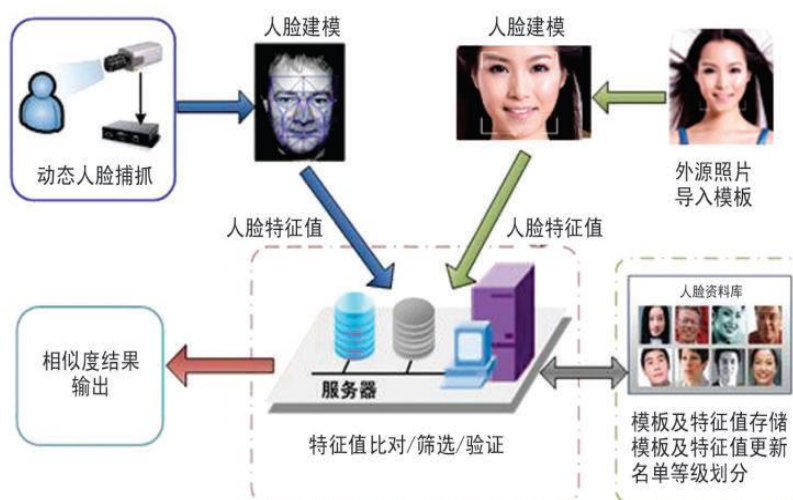 人脸建模
人脸建模
动态人脸捕抓
外源照片
导入模板
人脸特征值
人脸特征值
人脸资料库
相似度结果
输出
服务器
特征值比对/筛选/验证
模板及特征值存储
模板及特征值更新
名单等级划分